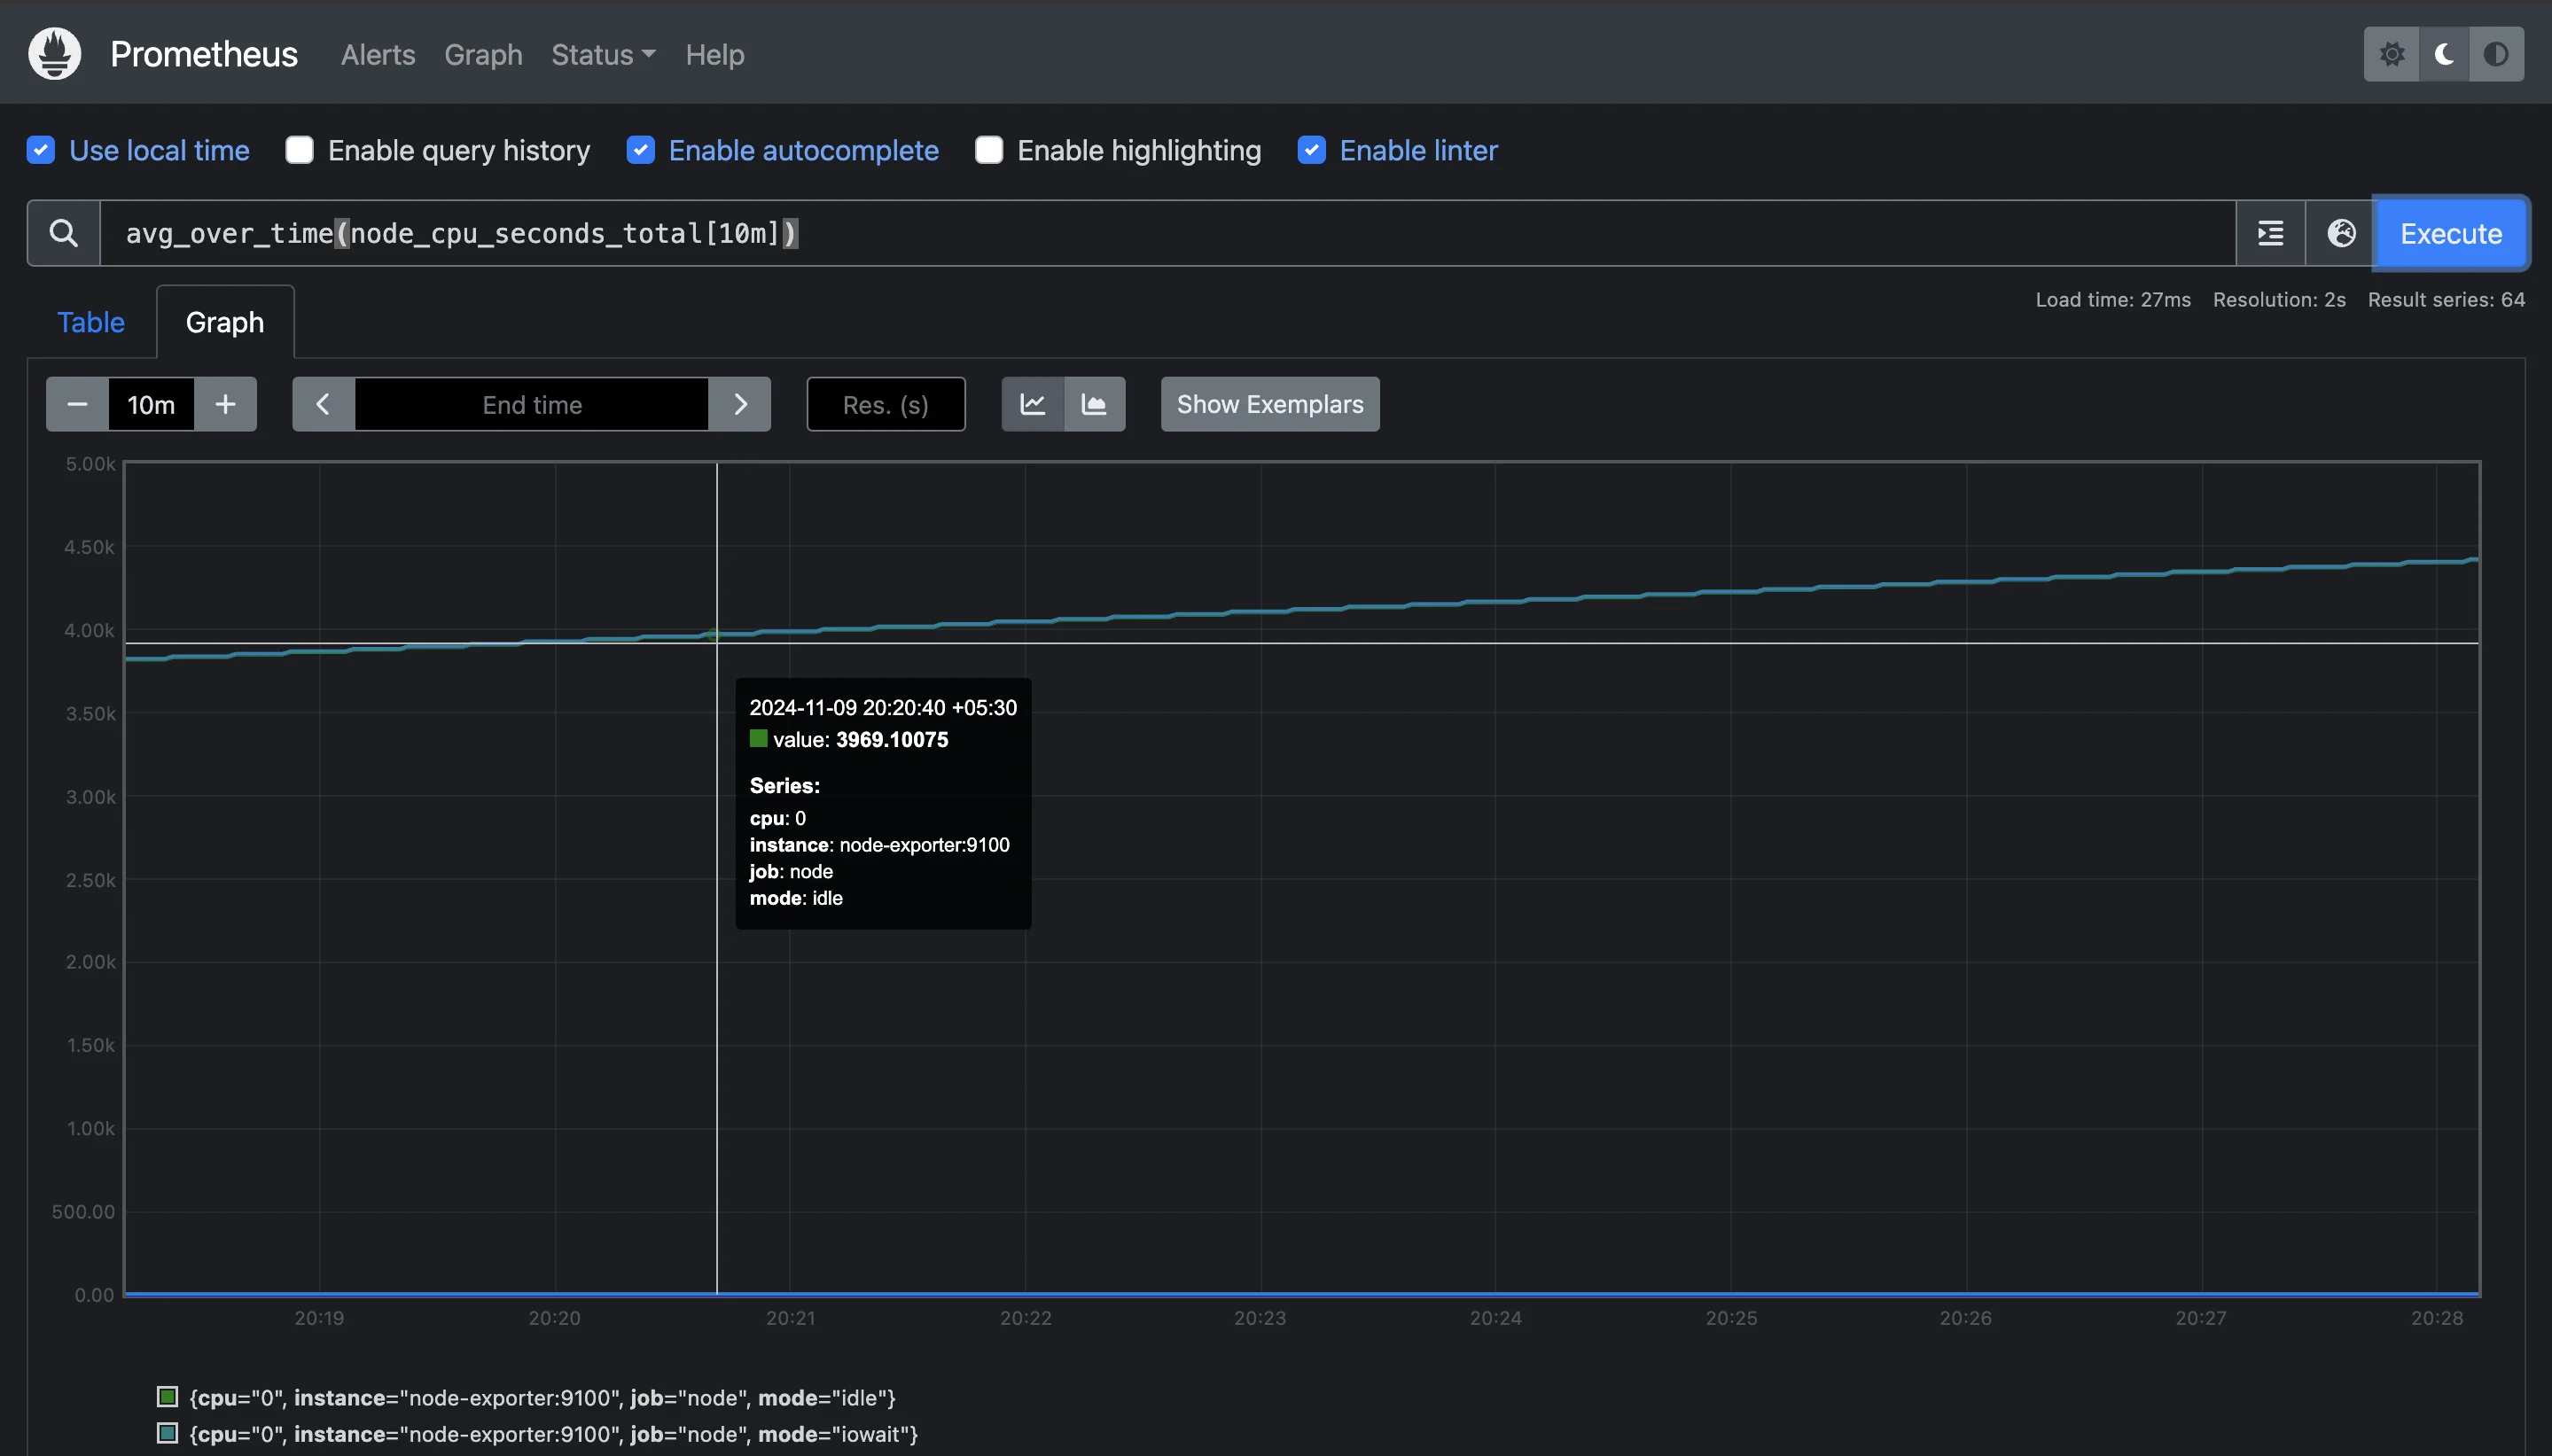 Prometheus Alerts Graph Status Help
Use local time Enable query history Enable autocomplete Enable highlighting Enable linter
avg_over_time(node_cpu_seconds_total[10m]) Execute
Load time: 27ms Resolution: 2s Result series: 64
Table Graph
10m End time Res. (s) Show Exemplars
5.00k
4.50k
4.00k
3.50k
3.00k
2.50k
2.00k
1.50k
1.00k
500.00
0.00
2024-11-09 20:20:40 +05:30
value: 3969.10075
Series:
cpu: 0
instance: node-exporter:9100
job: node
mode: idle
20:19 20:20 20:21 20:22 20:23 20:24 20:25 20:26 20:27 20:28
{cpu="0", instance="node-exporter:9100", job="node", mode="idle"}
{cpu="0", instance="node-exporter:9100", job="node", mode="iowait"}